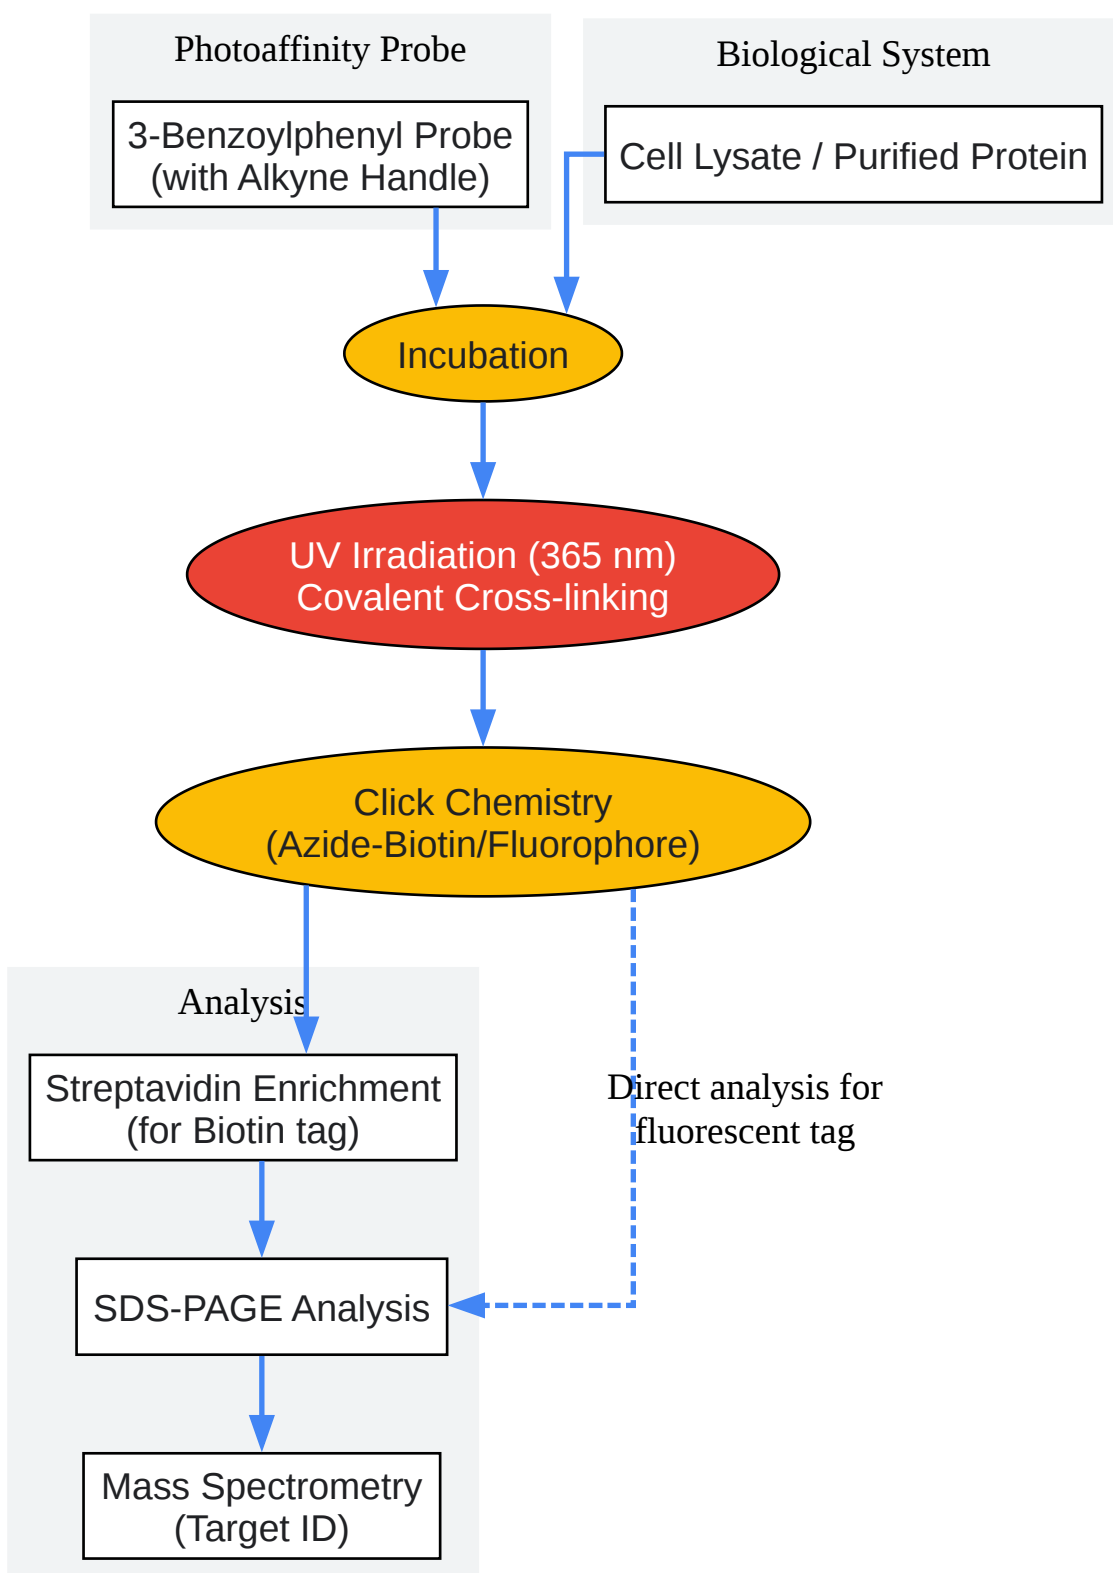 Photoaffinity Probe
3-Benzoylphenyl Probe
(with Alkyne Handle)
Biological System
Cell Lysate / Purified Protein
Incubation
UV Irradiation (365 nm)
Covalent Cross-linking
Click Chemistry
(Azide-Biotin/Fluorophore)
Analysis
Streptavidin Enrichment
(for Biotin tag)
Direct analysis for
fluorescent tag
SDS-PAGE Analysis
Mass Spectrometry
(Target ID)